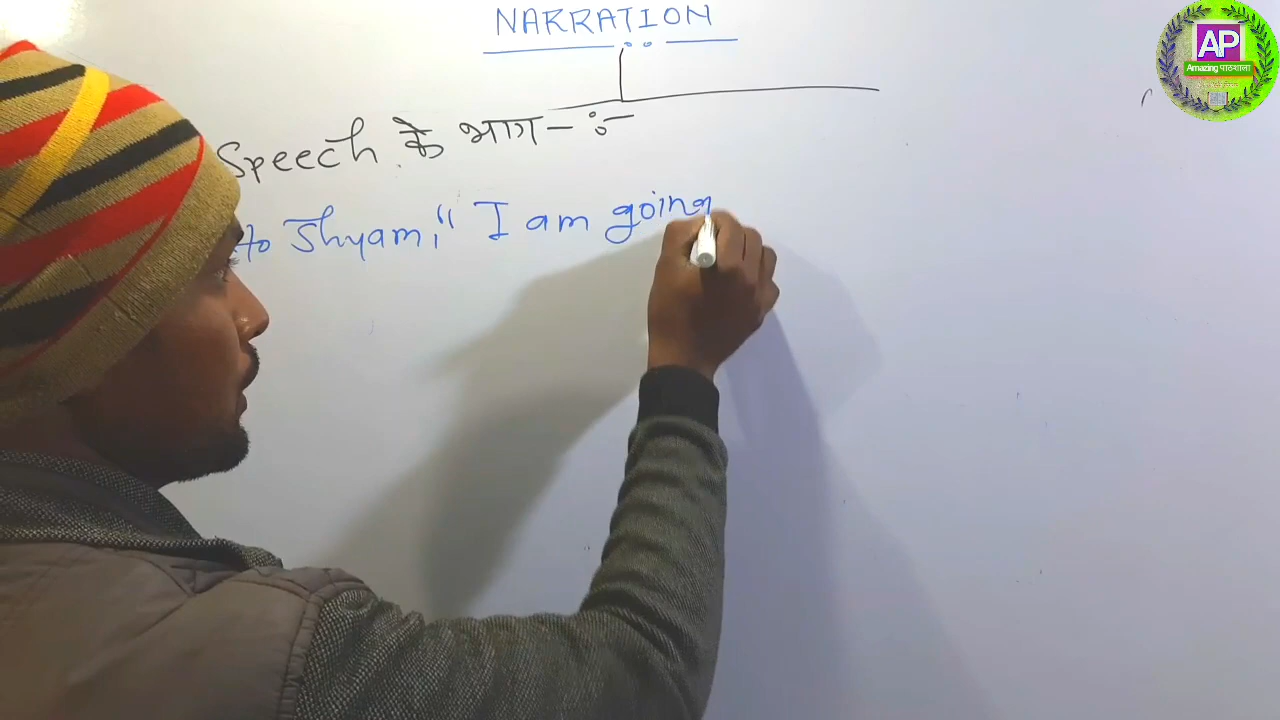 NARRATION
Speech के भाग - :-
to Shyam, " I am going
AP
Amazing पाठशाला